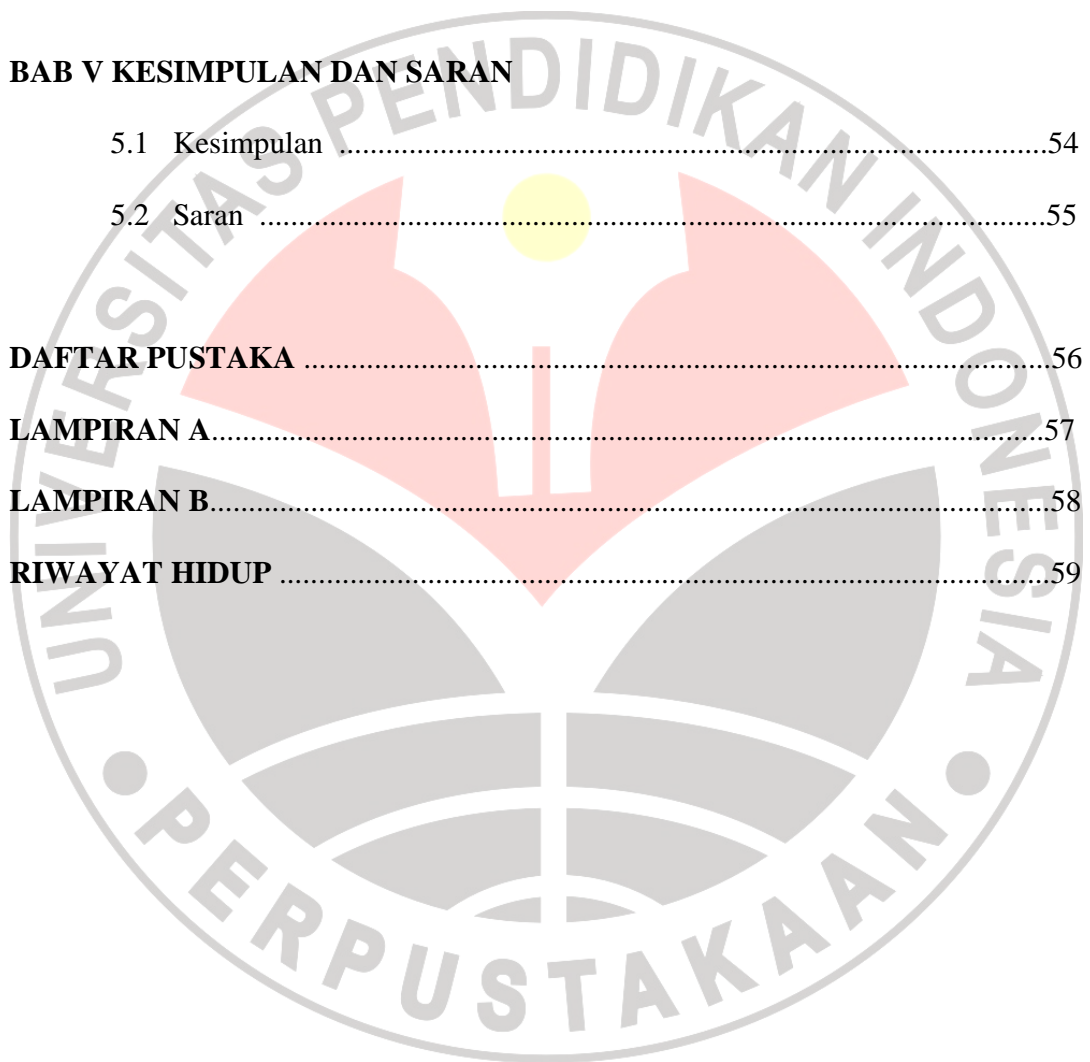 BAB V KESIMPULAN DAN SARAN
5.1 Kesimpulan ..............................................................................................54
5.2 Saran ........................................................................................................55
DAFTAR PUSTAKA ...................................................................................................56
LAMPIRAN A...............................................................................................................57
LAMPIRAN B...............................................................................................................58
RIWAYAT HIDUP ......................................................................................................59
UNIVERSITAS PENDIDIKAN INDONESIA
PERPUSTAKAAN